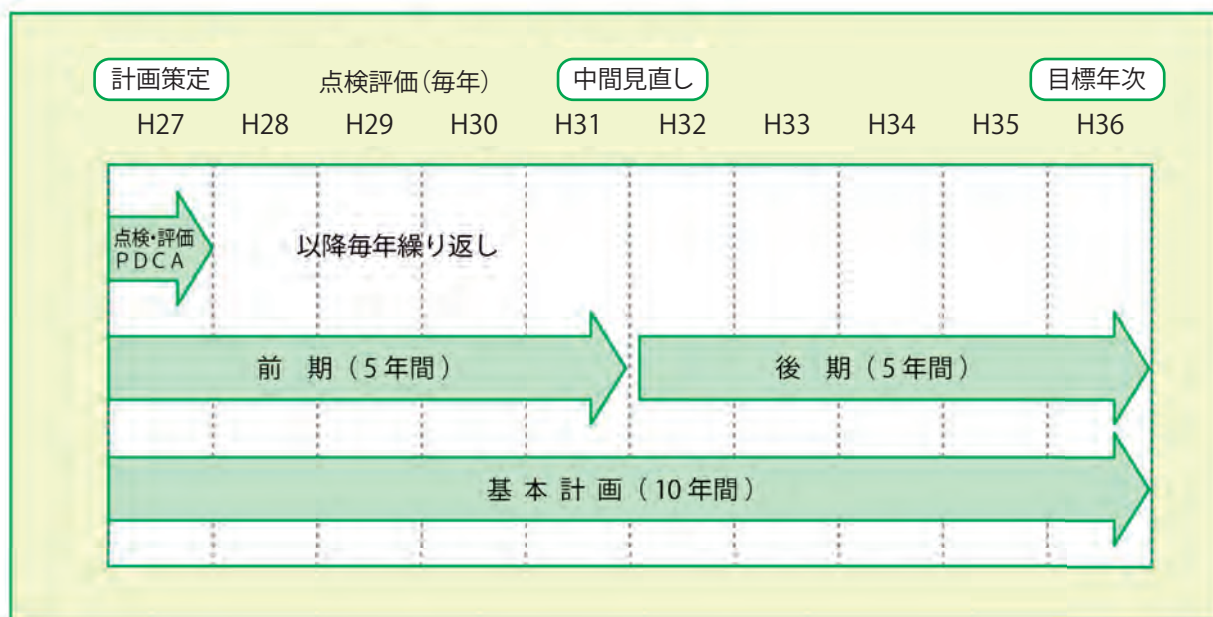 計画策定 点検評価(毎年) 中間見直し 目標年次
H27 H28 H29 H30 H31 H32 H33 H34 H35 H36
点検・評価
PDCA
以降毎年繰り返し
前 期(5年間) 後 期(5年間)
基本計画(10年間)